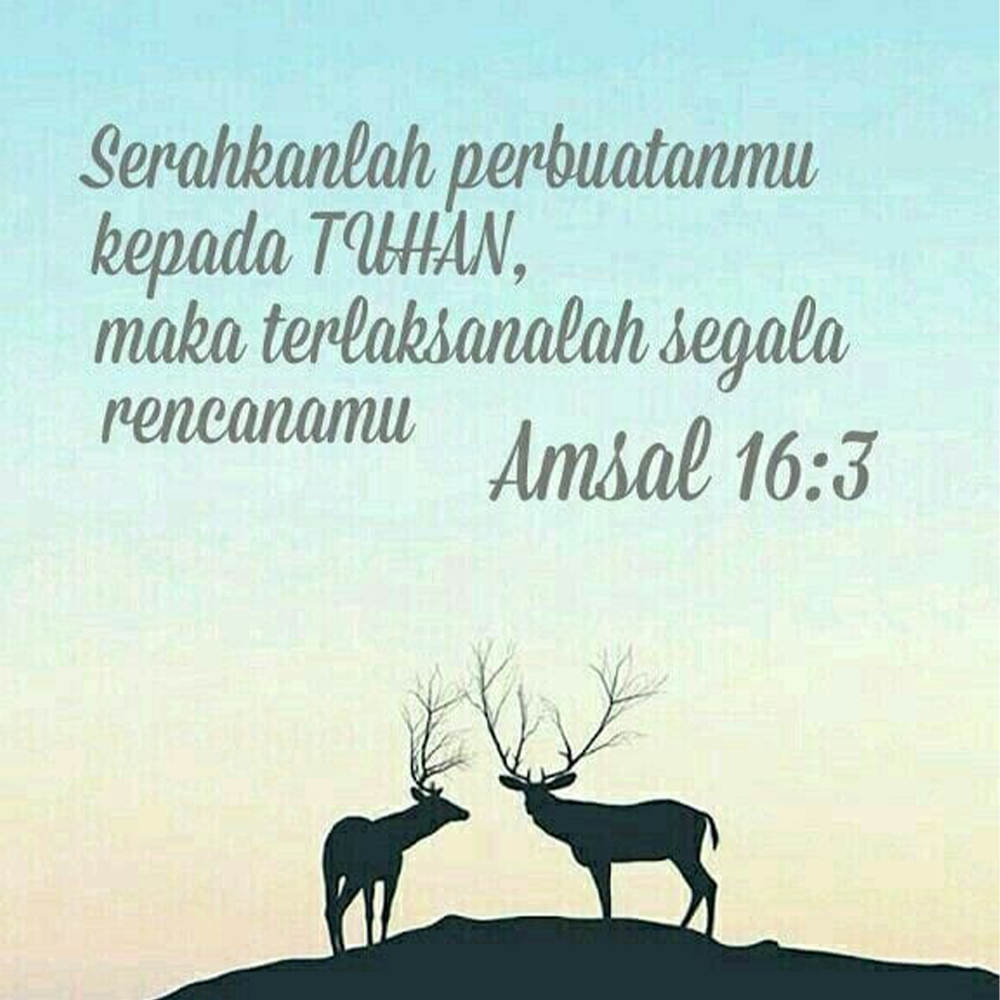 Serahkanlah perbuatanmu
kepada TUHAN,
maka terlaksanalah segala
rencanamu
Amsal 16:3